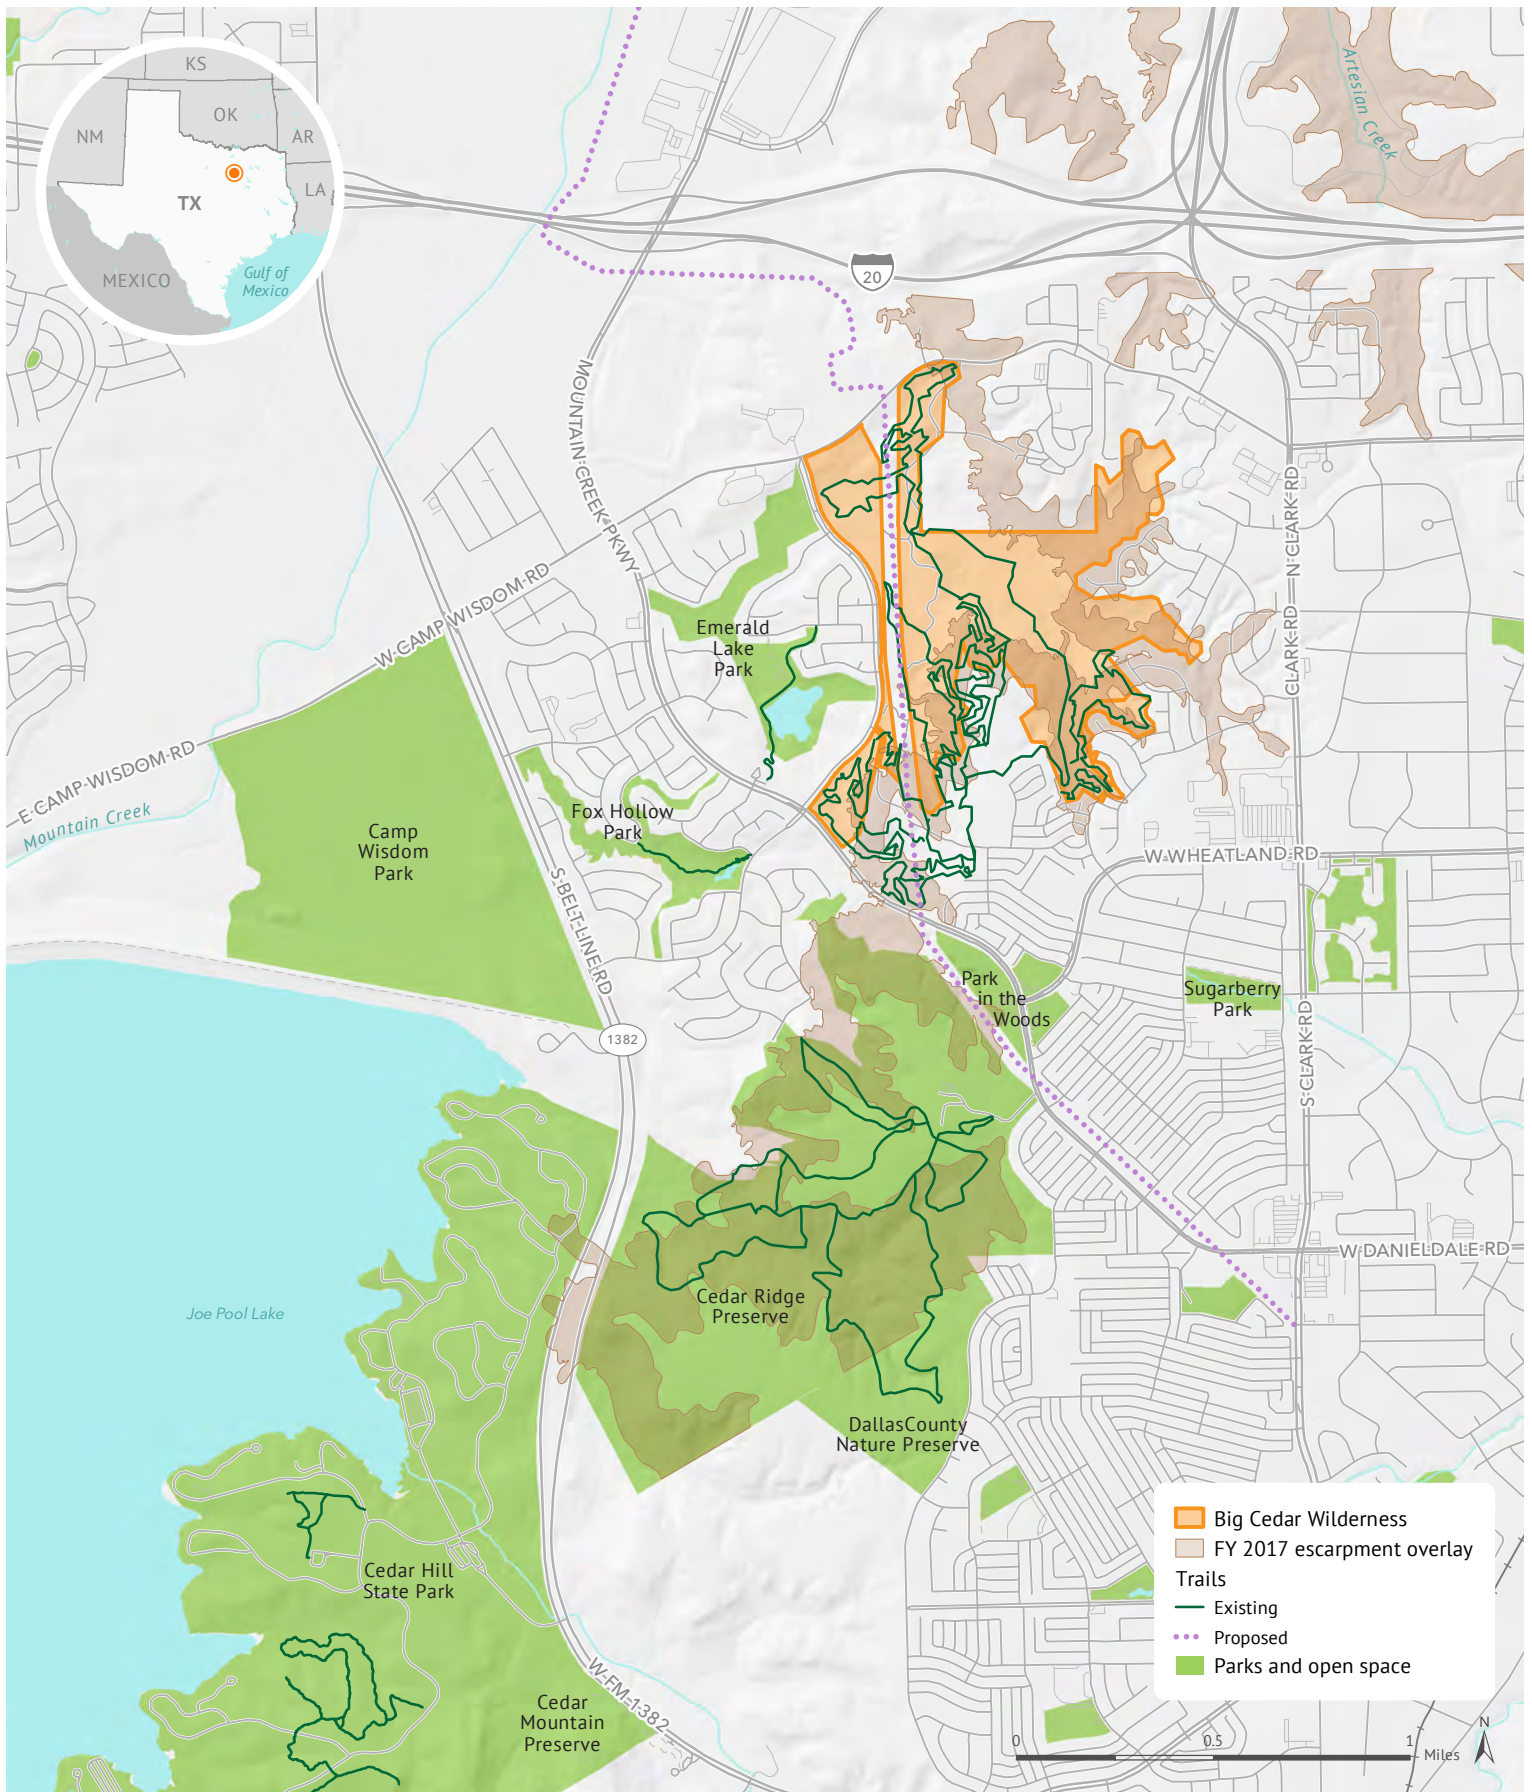 KS
OK
NM
AR
TX
LA
MEXICO
Gulf of
Mexico
Artesian Creek
20
MOUNTAIN CREEK PKWY
N CLARK RD
CLARK RD
W CAMP WISDOM RD
E CAMP WISDOM RD
Mountain Creek
Emerald
Lake
Park
Fox Hollow
Park
Camp
Wisdom
Park
W WHEATLAND RD
S BELT LINE RD
Park
in the
Woods
Sugarberry
Park
1382
S CLARK RD
W DANIELDALE RD
Joe Pool Lake
Cedar Ridge
Preserve
DallasCounty
Nature Preserve
Cedar Hill
State Park
W FM 1382
Cedar
Mountain
Preserve
Big Cedar Wilderness
FY 2017 escarpment overlay
Trails
Existing
Proposed
Parks and open space
0 0.5 1
Miles
N